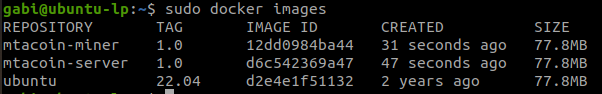 gabi@ubuntu-lp:~$ sudo docker images
REPOSITORY TAG IMAGE ID CREATED SIZE
mtacoin-miner 1.0 12dd0984ba44 31 seconds ago 77.8MB
mtacoin-server 1.0 d6c542369a47 47 seconds ago 77.8MB
ubuntu 22.04 d2e4e1f51132 2 years ago 77.8MB